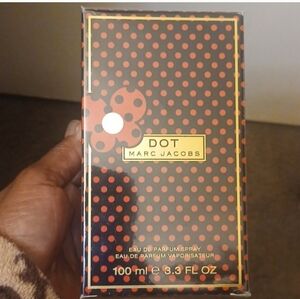 DOT
MARC JACOBS
EAU DE PARFUM SPRAY
EAU DE PARFUM VAPORISATEUR
100 ml e 3.3 FL OZ